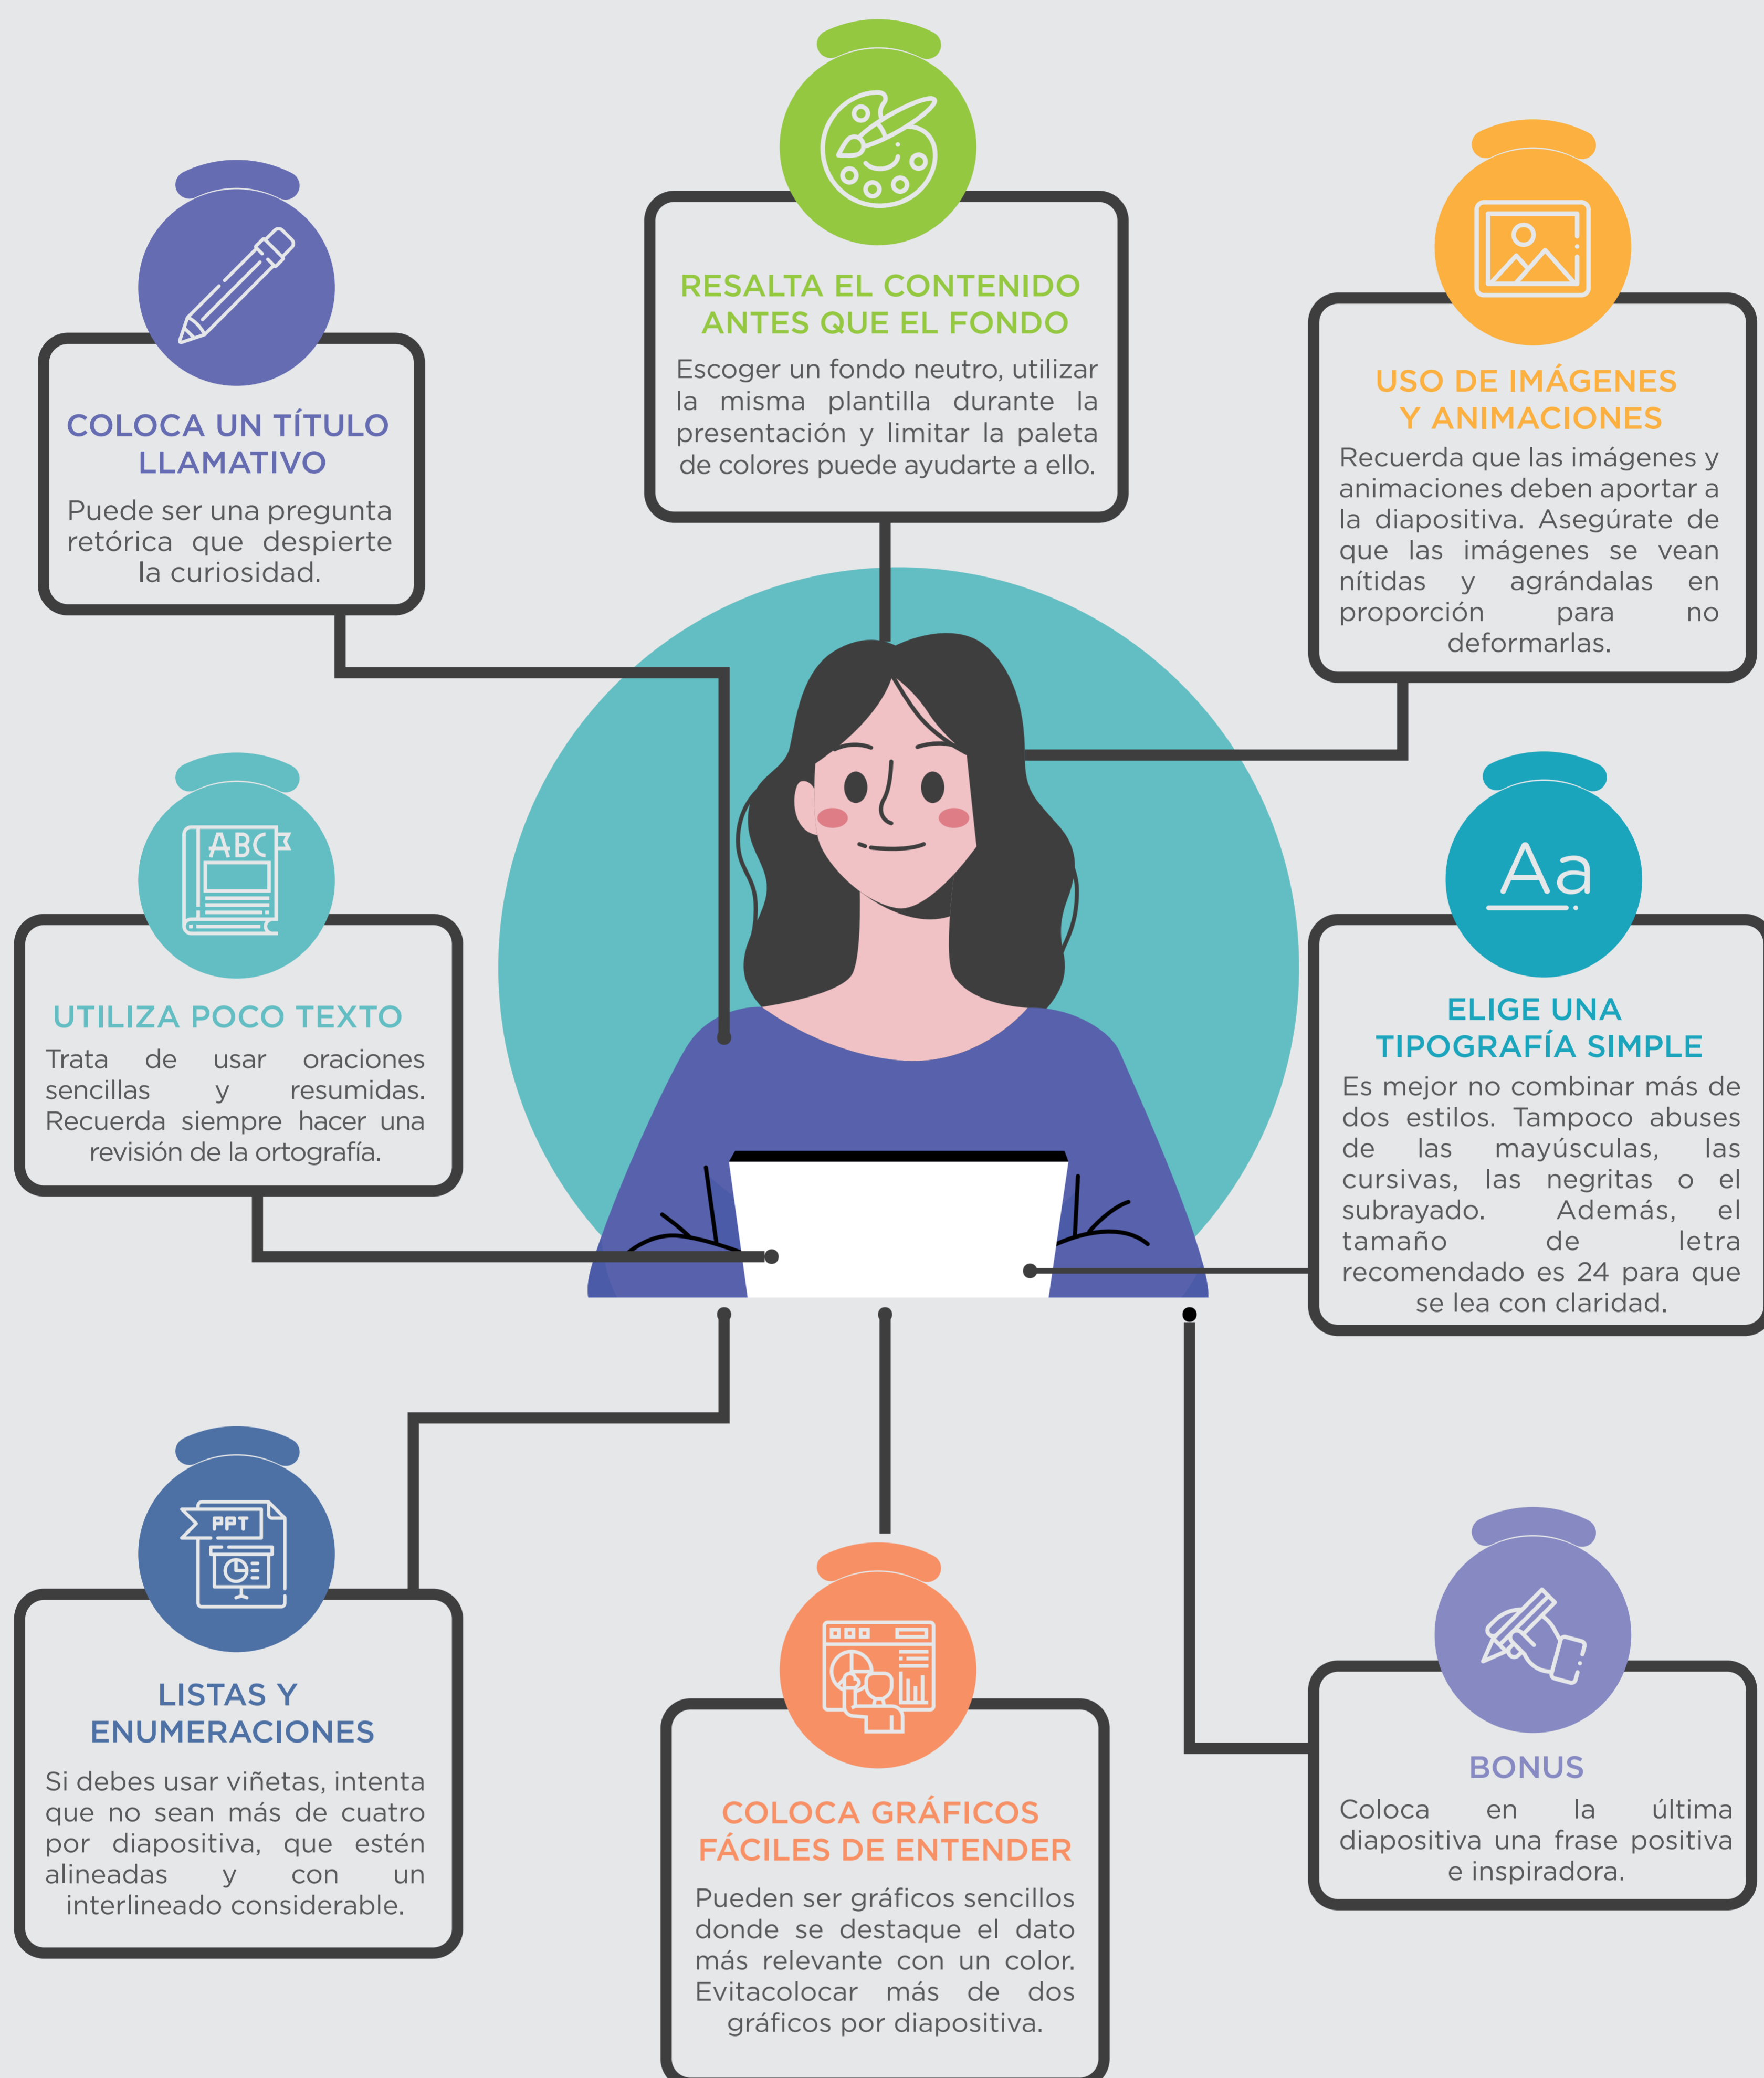 COLOCA UN TÍTULO
LLAMATIVO
Puede ser una pregunta
retórica que despierte
la curiosidad.
RESALTA EL CONTENIDO
ANTES QUE EL FONDO
Escoger un fondo neutro, utilizar
la misma plantilla durante la
presentación y limitar la paleta
de colores puede ayudarte a ello.
USO DE IMÁGENES
Y ANIMACIONES
Recuerda que las imágenes y
animaciones deben aportar a
la diapositiva. Asegúrate de
que las imágenes se vean
nítidas y agrándalas en
proporción para no
deformarlas.
ABC
UTILIZA POCO TEXTO
Trata de usar oraciones
sencillas y resumidas.
Recuerda siempre hacer una
revisión de la ortografía.
Aa
ELIGE UNA
TIPOGRAFÍA SIMPLE
Es mejor no combinar más de
dos estilos. Tampoco abuses
de las mayúsculas, las
cursivas, las negritas o el
subrayado. Además, el
tamaño de letra
recomendado es 24 para que
se lea con claridad.
PPT
LISTAS Y
ENUMERACIONES
Si debes usar viñetas, intenta
que no sean más de cuatro
por diapositiva, que estén
alineadas y con un
interlineado considerable.
COLOCA GRÁFICOS
FÁCILES DE ENTENDER
Pueden ser gráficos sencillos
donde se destaque el dato
más relevante con un color.
Evitacolocar más de dos
gráficos por diapositiva.
BONUS
Coloca en la última
diapositiva una frase positiva
e inspiradora.